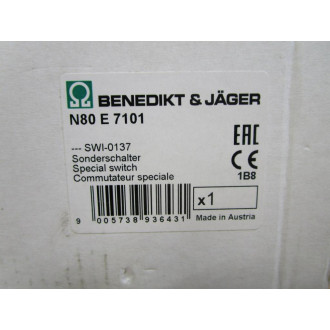 BENEDIKT & JÄGER
N80 E 7101
--- SWI-0137
Sonderschalter
Special switch
Commutateur speciale
EAC
CE
1B8
9 005738 936431
x1
Made in Austria